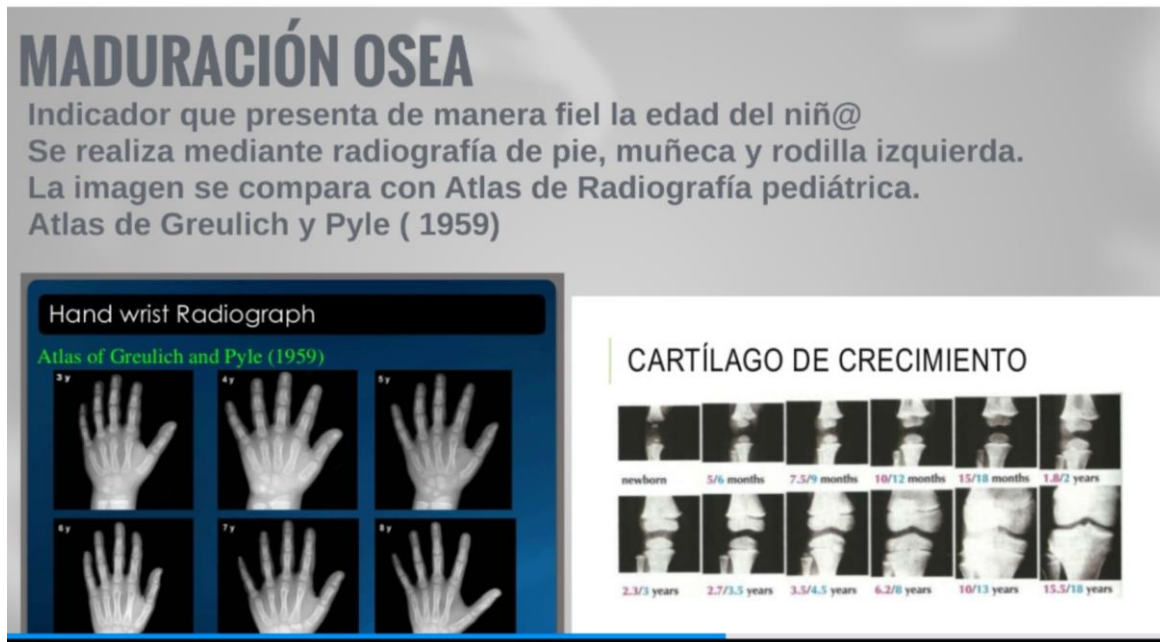 MADURACIÓN OSEA
Indicador que presenta de manera fiel la edad del niñ@
Se realiza mediante radiografía de pie, muñeca y rodilla izquierda.
La imagen se compara con Atlas de Radiografía pediátrica.
Atlas de Greulich y Pyle ( 1959)
Hand wrist Radiograph
Atlas of Greulich and Pyle (1959)
3 y
4 y
5 y
6 y
7 y
8 y
CARTÍLAGO DE CRECIMIENTO
newborn
5/6 months
7.5/9 months
10/12 months
15/18 months
1.8/2 years
2.3/3 years
2.7/3.5 years
3.5/4.5 years
6.2/8 years
10/13 years
15.5/18 years